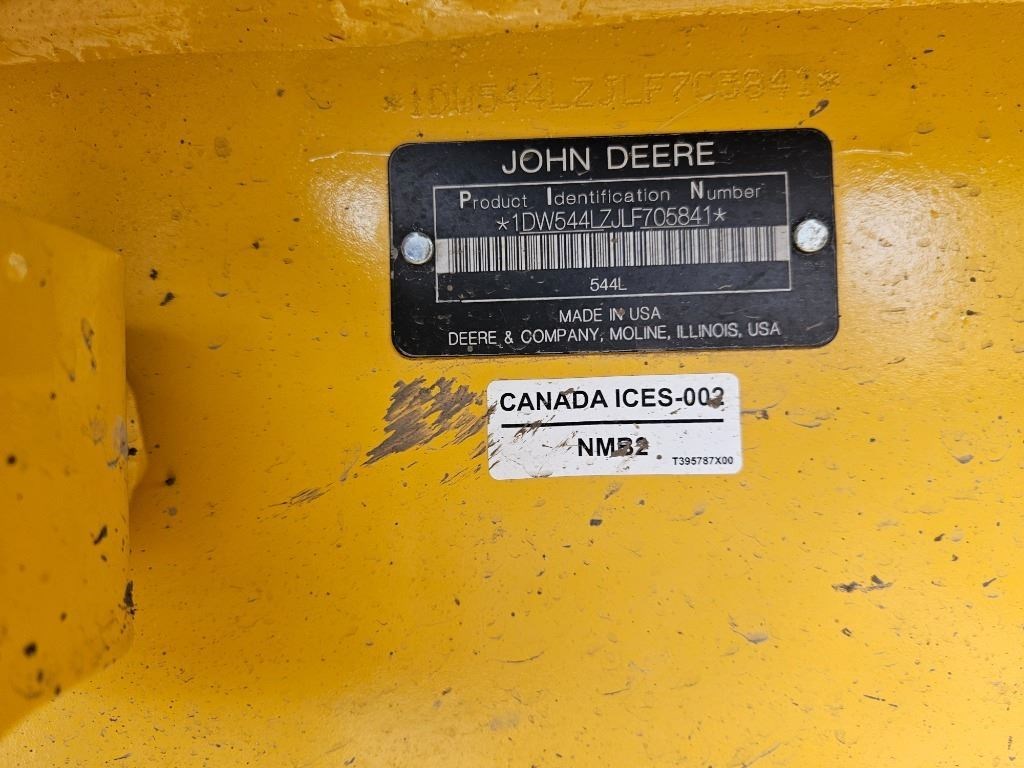 *1DW544LZJLF705841*
JOHN DEERE
Product Identification Number
*1DW544LZJLF705841*
544L
MADE IN USA
DEERE & COMPANY, MOLINE, ILLINOIS, USA
CANADA ICES-002
NMB2
T395787X00